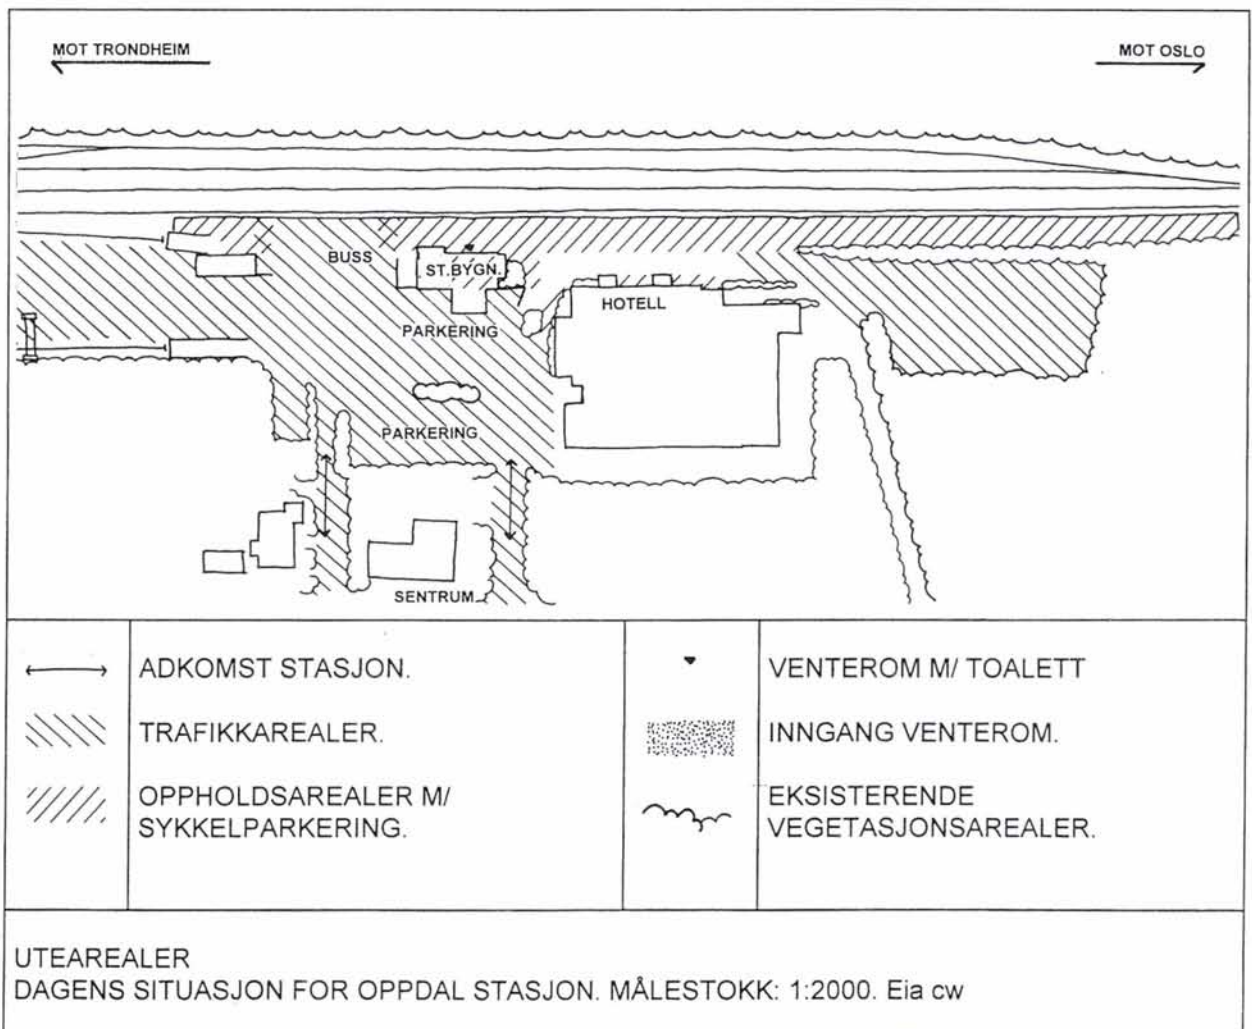 MOT TRONDHEIM
MOT OSLO
BUSS
ST.BYGN.
HOTELL
PARKERING
PARKERING
SENTRUM
ADKOMST STASJON.
TRAFIKKAREALER.
OPPHOLDSAREALER M/
SYKKELPARKERING.
VENTEROM M/ TOALETT
INNGANG VENTEROM.
EKSISTERENDE
VEGETASJONSAREALER.
UTEAREALER
DAGENS SITUASJON FOR OPPDAL STASJON. MÅLESTOKK: 1:2000. Eia cw